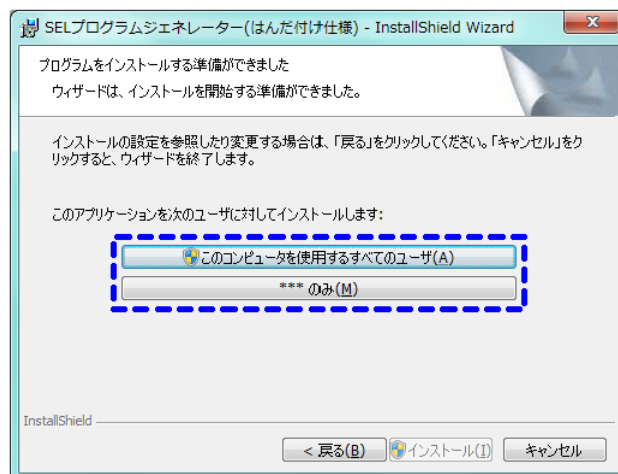 SELプログラムジェネレーター(はんだ付け仕様) - InstallShield Wizard
プログラムをインストールする準備ができました
ウィザードは、インストールを開始する準備ができました。
インストールの設定を参照したり変更する場合は、「戻る」をクリックしてください。「キャンセル」をク
リックすると、ウィザードを終了します。
このアプリケーションを次のユーザに対してインストールします:
このコンピュータを使用するすべてのユーザ(A)
*** のみ(M)
InstallShield
< 戻る(B) インストール(I) キャンセル